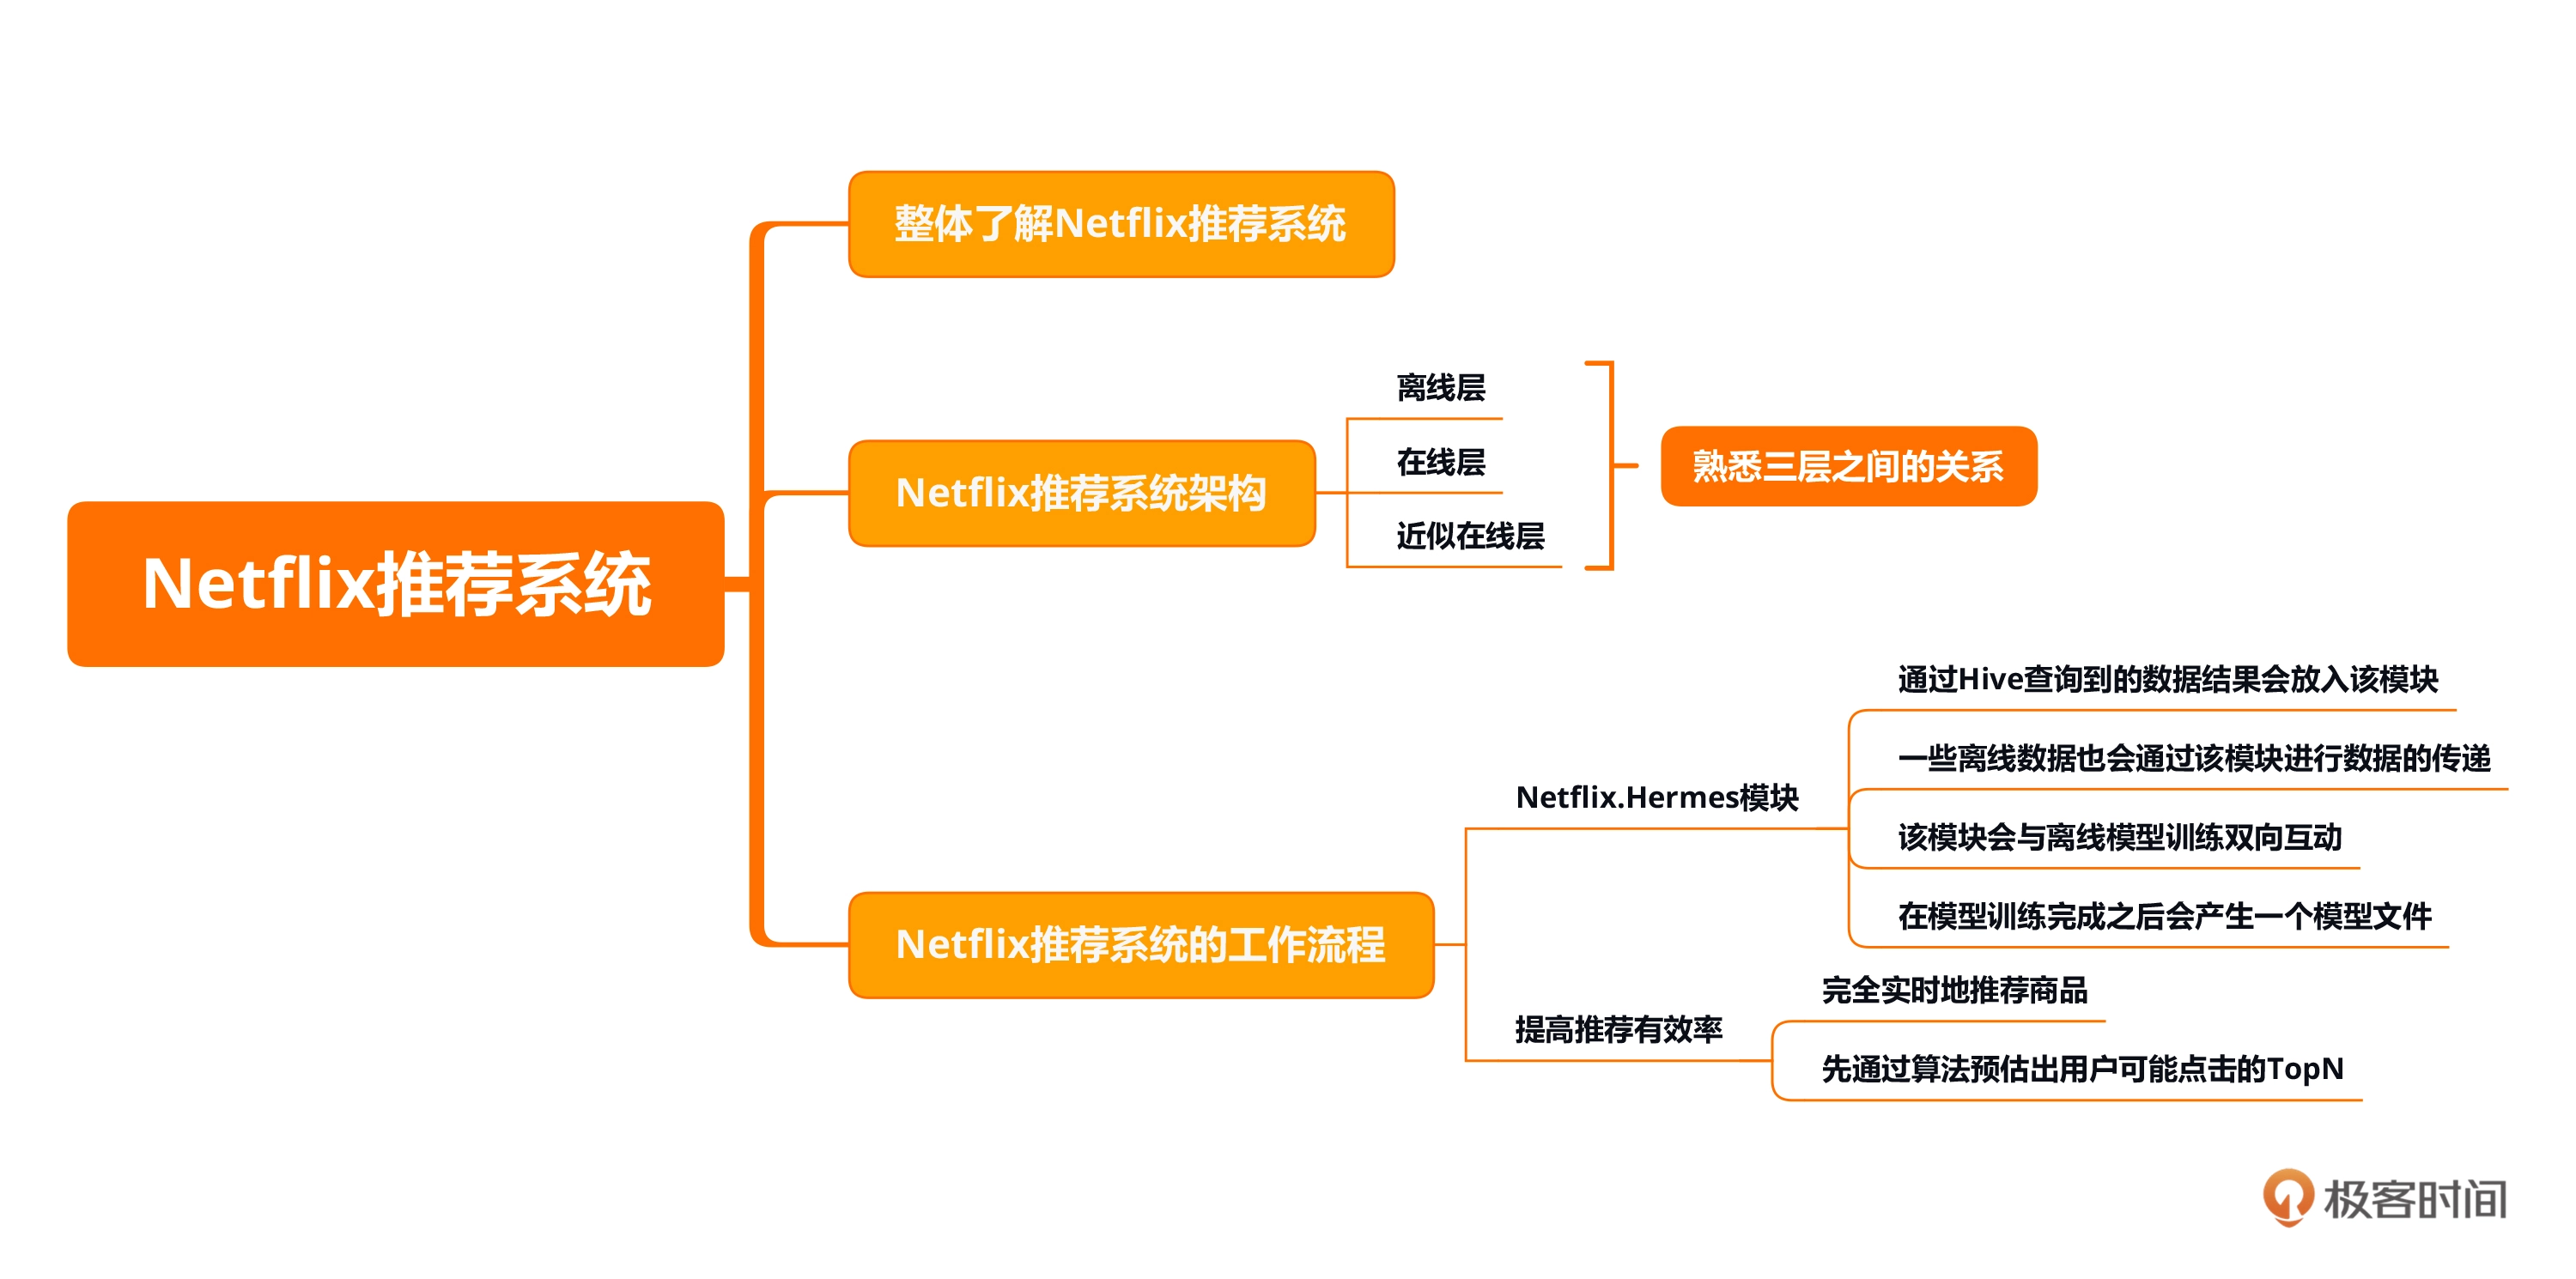 Netflix推荐系统
整体了解Netflix推荐系统
Netflix推荐系统架构
离线层
在线层
近似在线层
熟悉三层之间的关系
Netflix推荐系统的工作流程
Netflix.Hermes模块
通过Hive查询到的数据结果会放入该模块
一些离线数据也会通过该模块进行数据的传递
该模块会与离线模型训练双向互动
在模型训练完成之后会产生一个模型文件
提高推荐有效率
完全实时地推荐商品
先通过算法预估出用户可能点击的TopN
极客时间